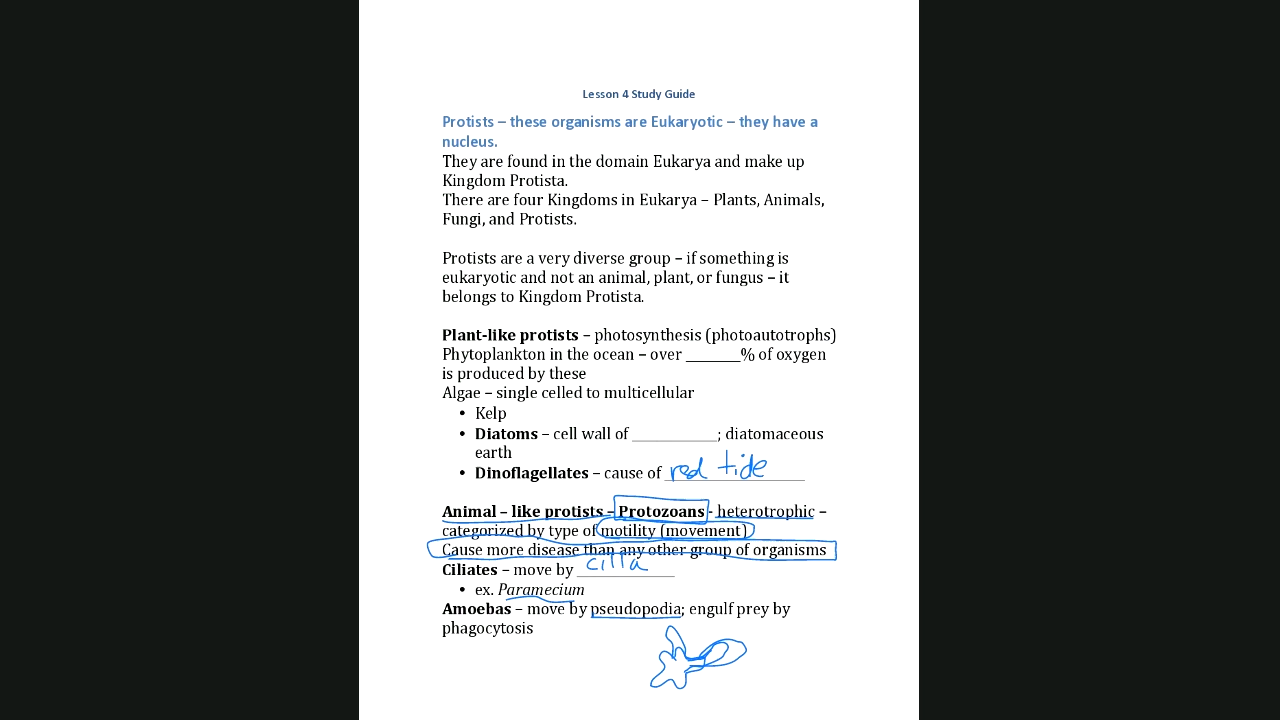 Lesson 4 Study Guide
Protists – these organisms are Eukaryotic – they have a
nucleus.
They are found in the domain Eukarya and make up
Kingdom Protista.
There are four Kingdoms in Eukarya – Plants, Animals,
Fungi, and Protists.
Protists are a very diverse group – if something is
eukaryotic and not an animal, plant, or fungus – it
belongs to Kingdom Protista.
Plant-like protists – photosynthesis (photoautotrophs)
Phytoplankton in the ocean – over _______% of oxygen
is produced by these
Algae – single celled to multicellular
• Kelp
• Diatoms – cell wall of ___________; diatomaceous
earth
• Dinoflagellates – cause of red tide
Animal – like protists – Protozoans - heterotrophic –
categorized by type of motility (movement)
Cause more disease than any other group of organisms
Ciliates – move by cilia
• ex. Paramecium
Amoebas – move by pseudopodia; engulf prey by
phagocytosis